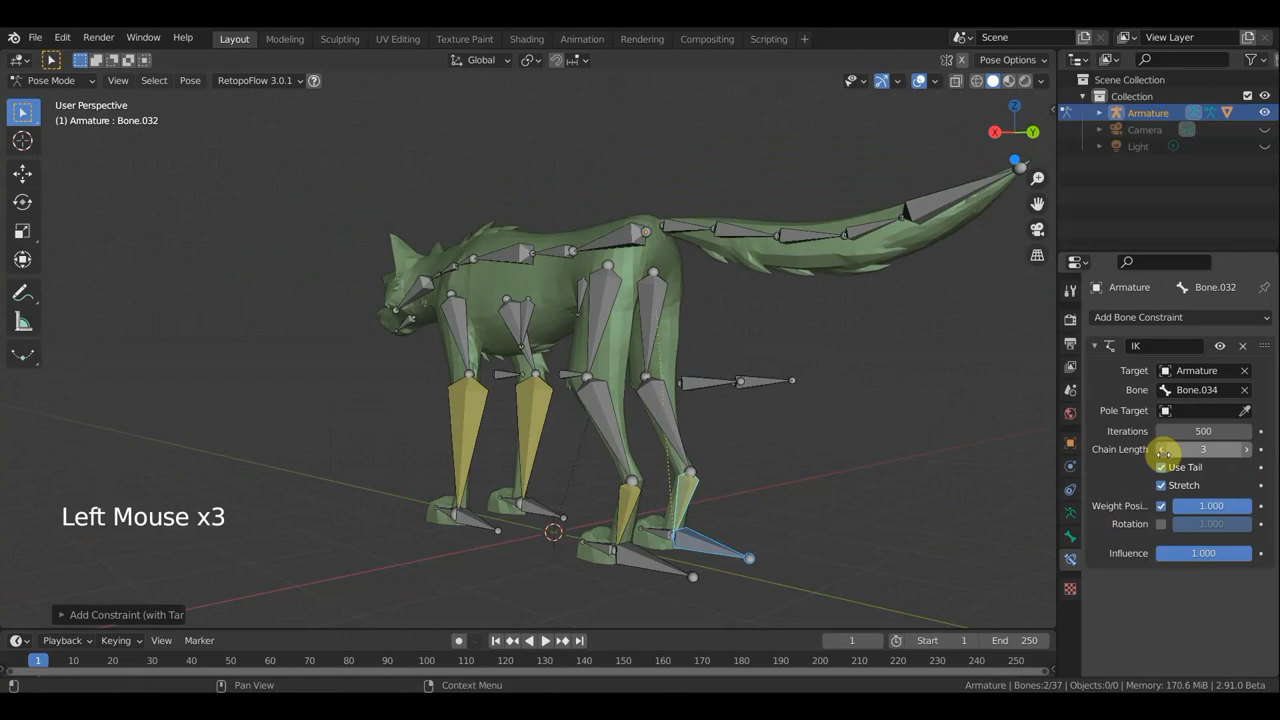 File Edit Render Window Help
Layout Modeling Sculpting UV Editing Texture Paint Shading Animation Rendering Compositing Scripting +
Scene View Layer
Global Pose Options
Pose Mode View Select Pose RetopoFlow 3.0.1
User Perspective
(1) Armature : Bone.032
Z
X Y
Scene Collection
Collection
Armature
Camera
Light
Armature Bone.032
Add Bone Constraint
IK
Target Armature
Bone Bone.034
Pole Target
Iterations 500
Chain Length 3
Use Tail
Stretch
Weight Posi... 1.000
Rotation 1.000
Influence 1.000
Left Mouse x3
Add Constraint (with Tar
Playback Keying View Marker 1 Start 1 End 250
1 10 20 30 40 50 60 70 80 90 100 110 120 130 140 150 160 170 180 190 200 210 220 230 240 250
Pan View Context Menu Armature | Bones:2/37 | Objects:0/0 | Memory: 170.6 MiB | 2.91.0 Beta